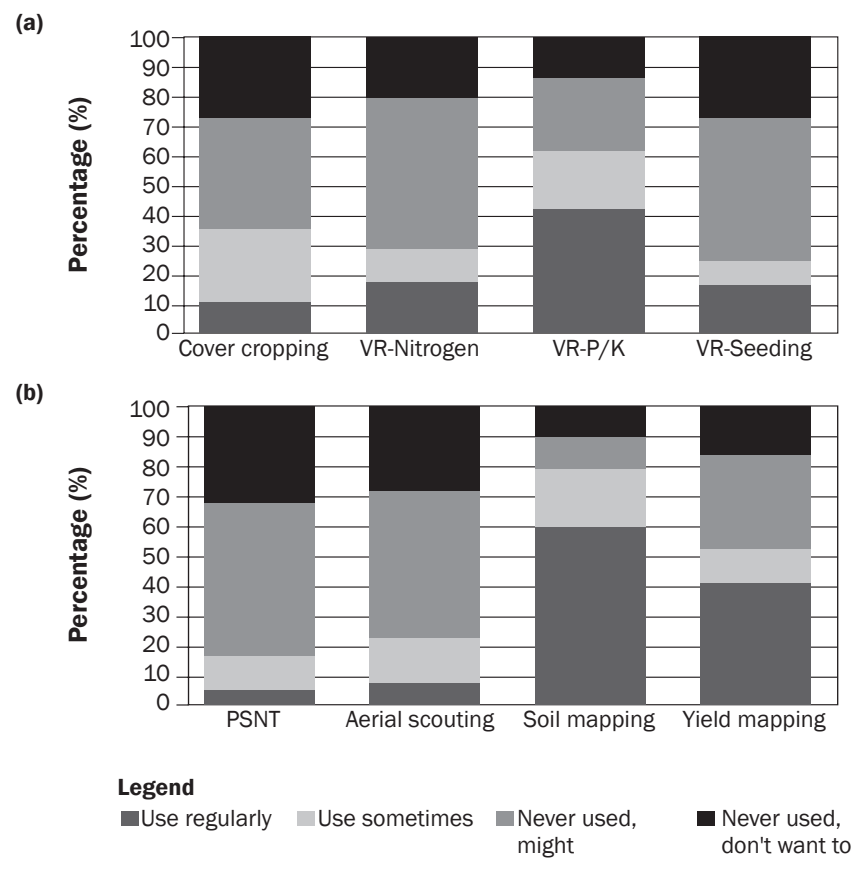 (a)
Percentage (%)
100
90
80
70
60
50
40
30
20
10
0
Cover cropping VR-Nitrogen VR-P/K VR-Seeding
(b)
Percentage (%)
100
90
80
70
60
50
40
30
20
10
0
PSNT Aerial scouting Soil mapping Yield mapping
Legend
Use regularly Use sometimes Never used, Never used,
might don't want to